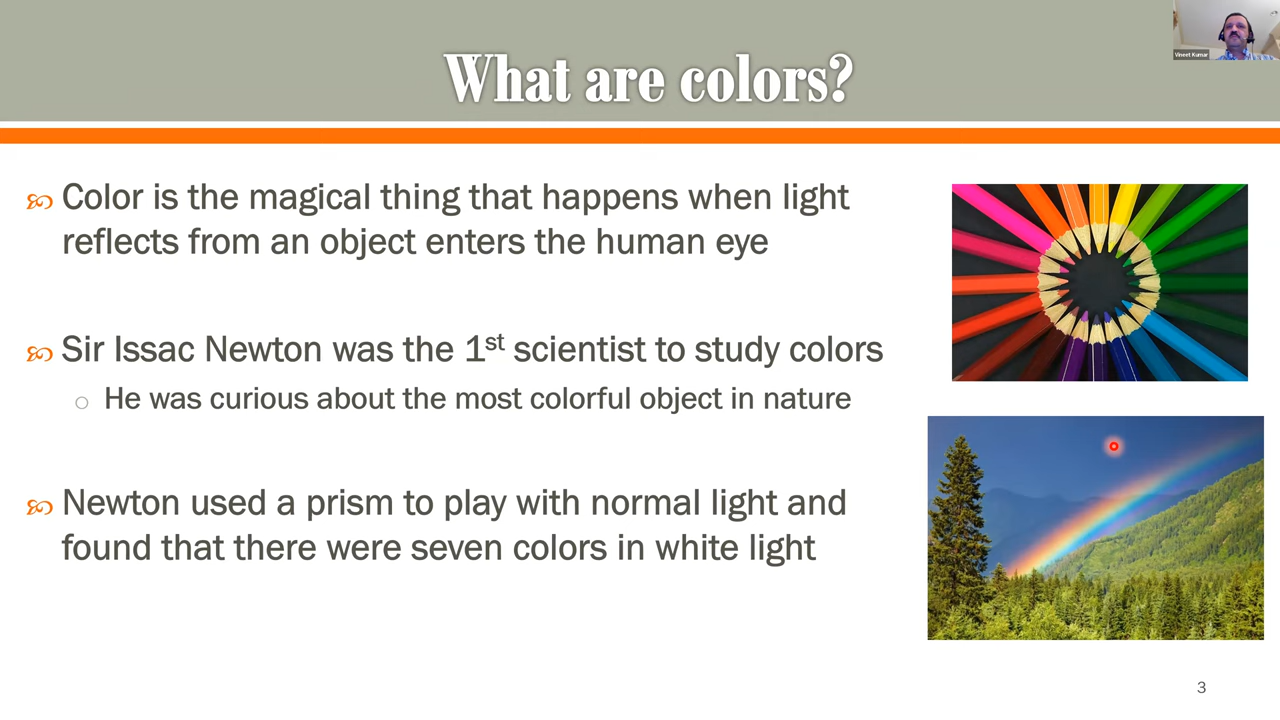 What are colors?
Vineet Kumar
Color is the magical thing that happens when light
reflects from an object enters the human eye
Sir Issac Newton was the 1st scientist to study colors
He was curious about the most colorful object in nature
Newton used a prism to play with normal light and
found that there were seven colors in white light
3